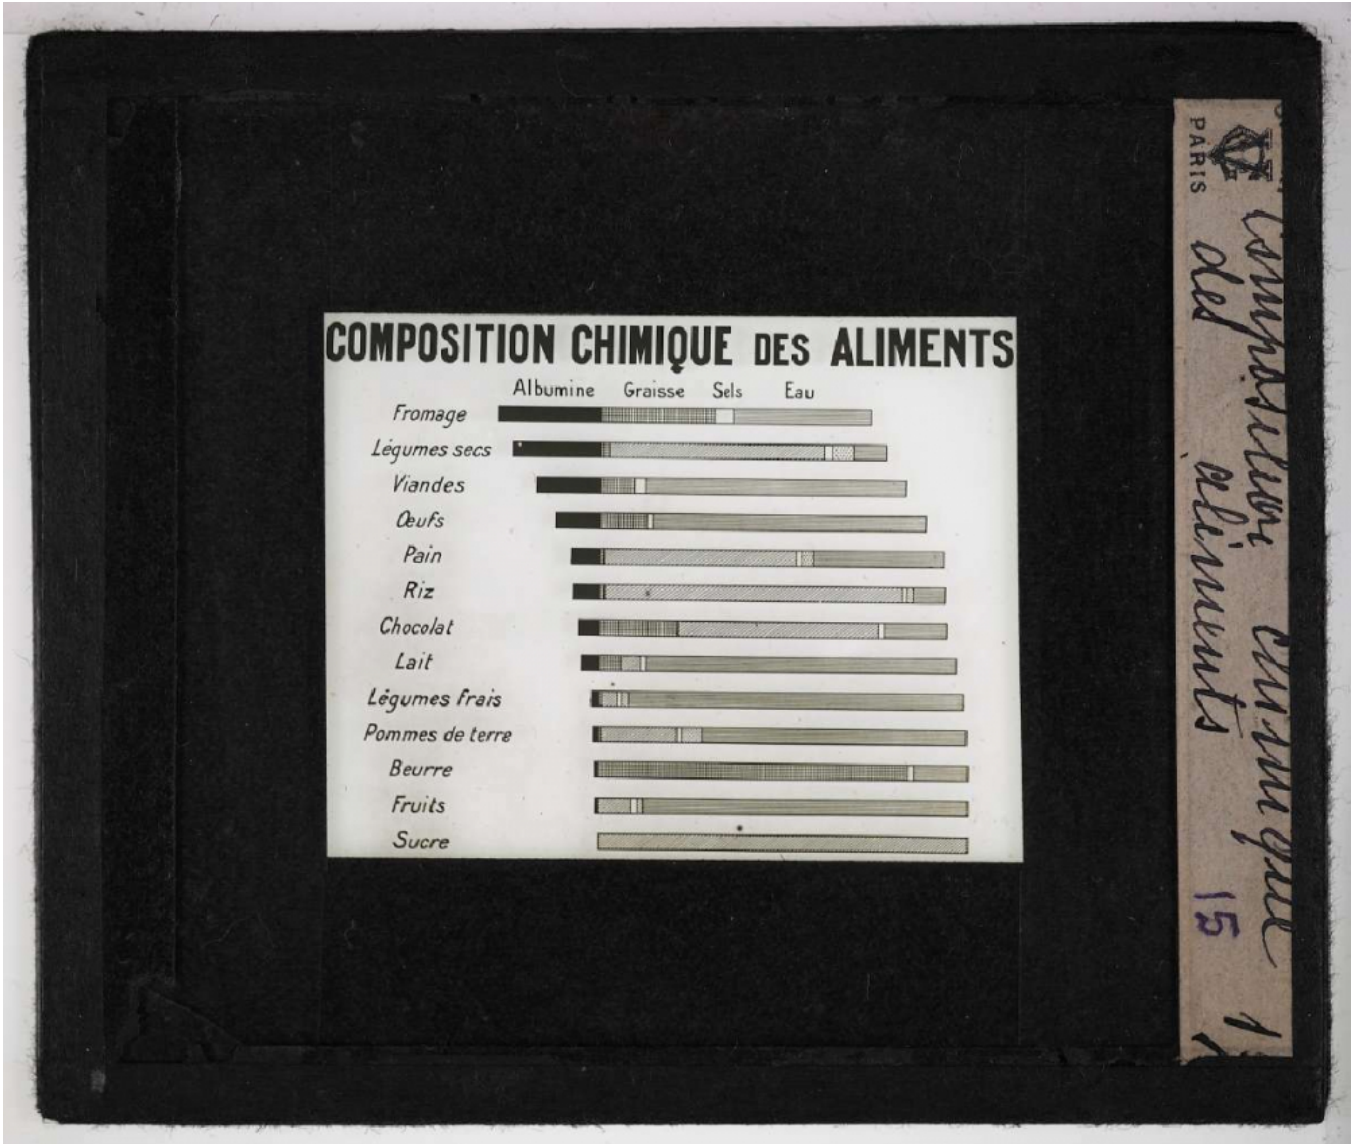 COMPOSITION CHIMIQUE DES ALIMENTS
Albumine Graisse Sels Eau
Fromage
Légumes secs
Viandes
Œufs
Pain
Riz
Chocolat
Lait
Légumes frais
Pommes de terre
Beurre
Fruits
Sucre
PARIS
Composition chimique
des aliments
15